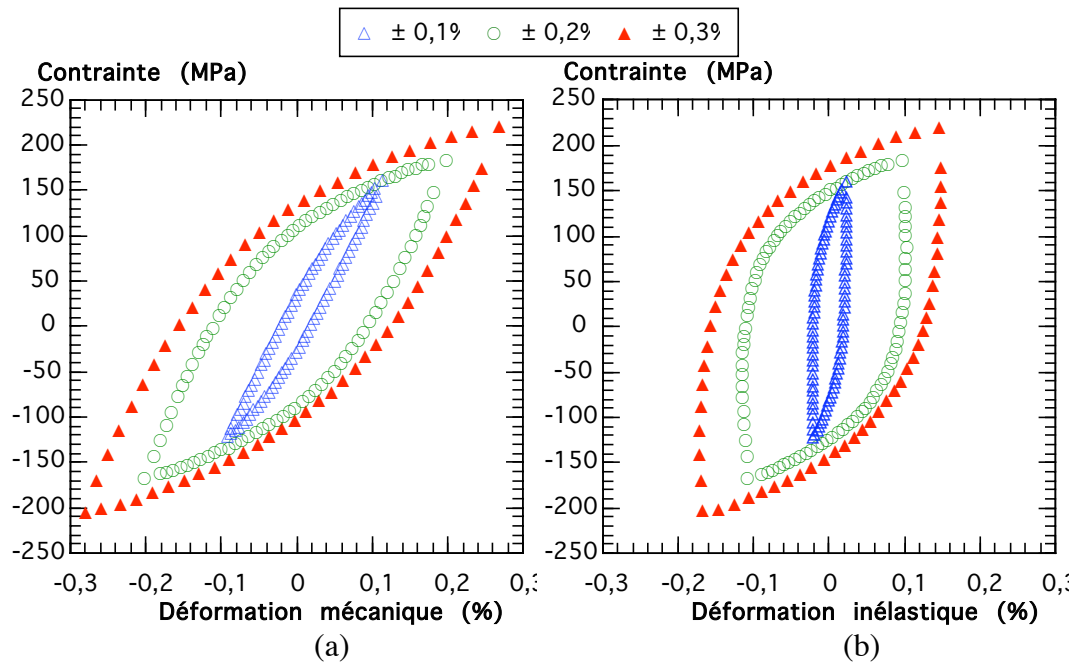 ± 0,1% ± 0,2% ± 0,3%
Contrainte (MPa)
Contrainte (MPa)
250
200
150
100
50
0
-50
-100
-150
-200
-250
-0,3 -0,2 -0,1 0 0,1 0,2 0,3
Déformation mécanique (%)
(a)
250
200
150
100
50
0
-50
-100
-150
-200
-250
-0,3 -0,2 -0,1 0 0,1 0,2 0,3
Déformation inélastique (%)
(b)